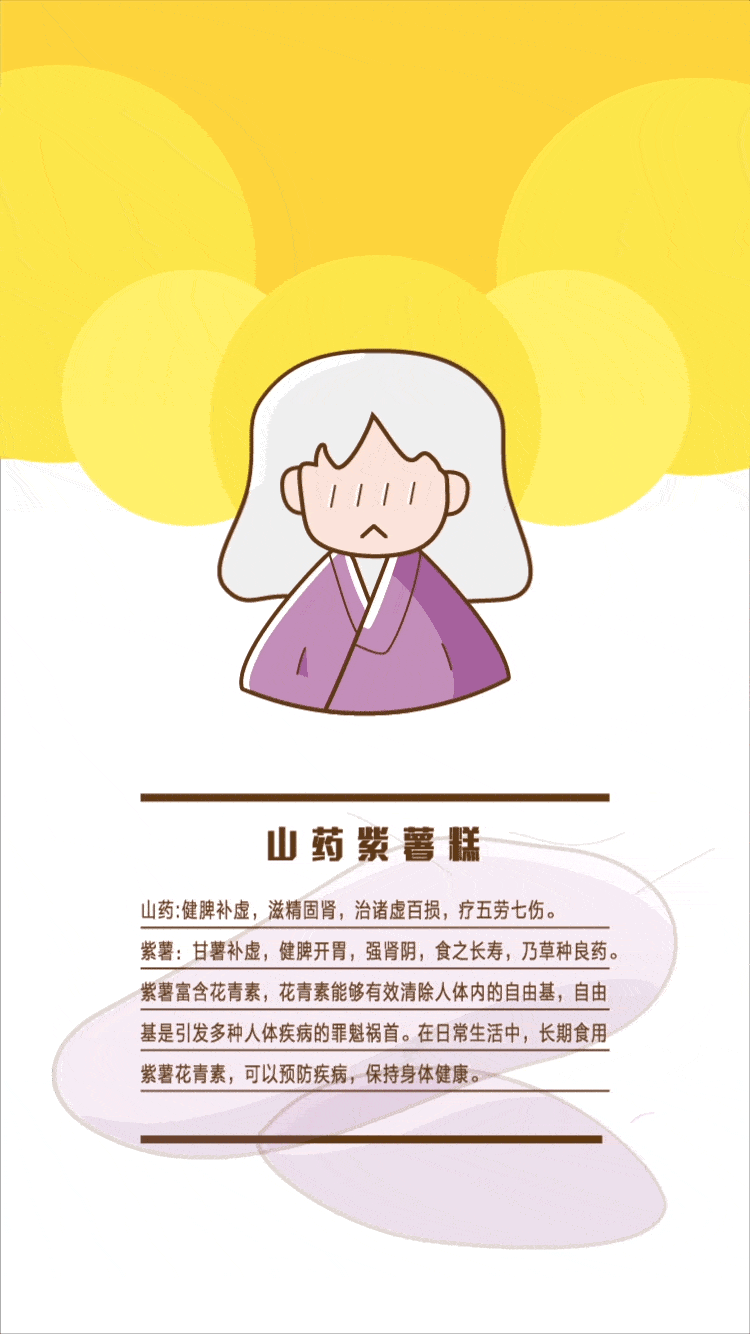 山药紫薯糕
山药:健脾补虚，滋精固肾，治诸虚百损，疗五劳七伤。
紫薯：甘薯补虚，健脾开胃，强肾阴，食之长寿，乃草种良药。
紫薯富含花青素，花青素能够有效清除人体内的自由基，自由
基是引发多种人体疾病的罪魁祸首。在日常生活中，长期食用
紫薯花青素，可以预防疾病，保持身体健康。